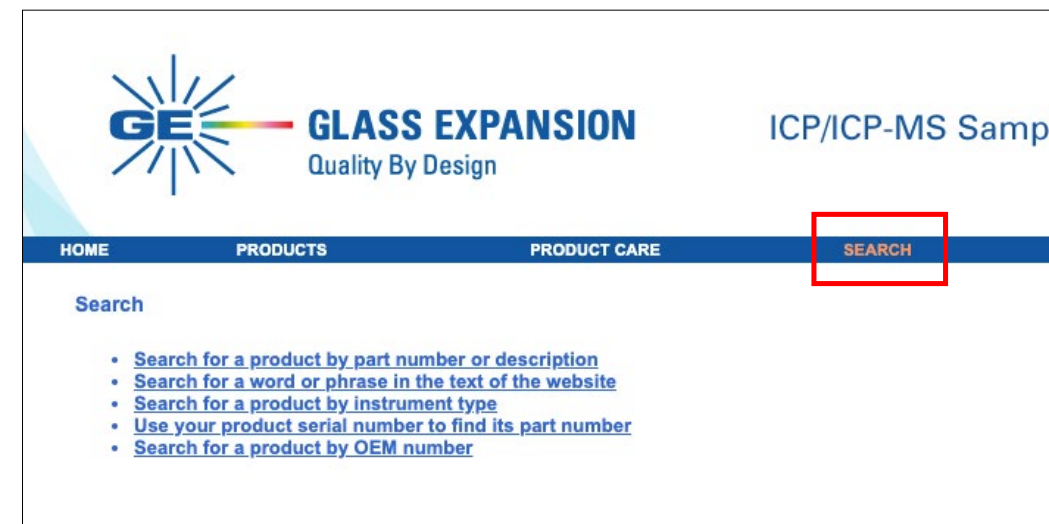 GE
GLASS EXPANSION
Quality By Design
ICP/ICP-MS Samp
HOME PRODUCTS PRODUCT CARE SEARCH
Search
• Search for a product by part number or description
• Search for a word or phrase in the text of the website
• Search for a product by instrument type
• Use your product serial number to find its part number
• Search for a product by OEM number